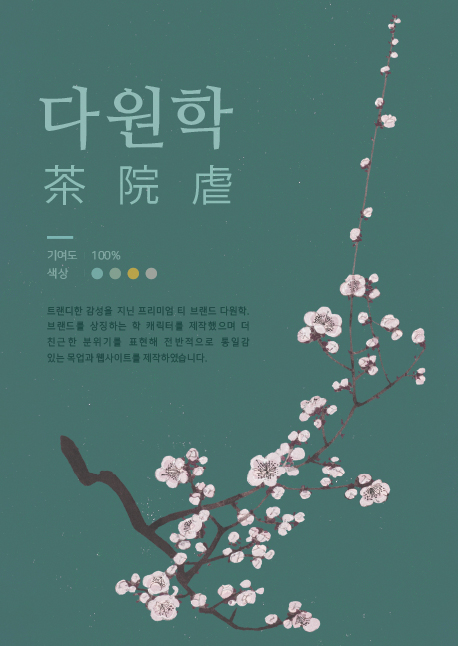 다원학
茶院虐
기여도 100%
색상
트랜디한 감성을 지닌 프리미엄 티 브랜드 다원학.
브랜드를 상징하는 학 캐릭터를 제작했으며 더
친근한 분위기를 표현해 전반적으로 통일감
있는 목업과 웹사이트를 제작하였습니다.